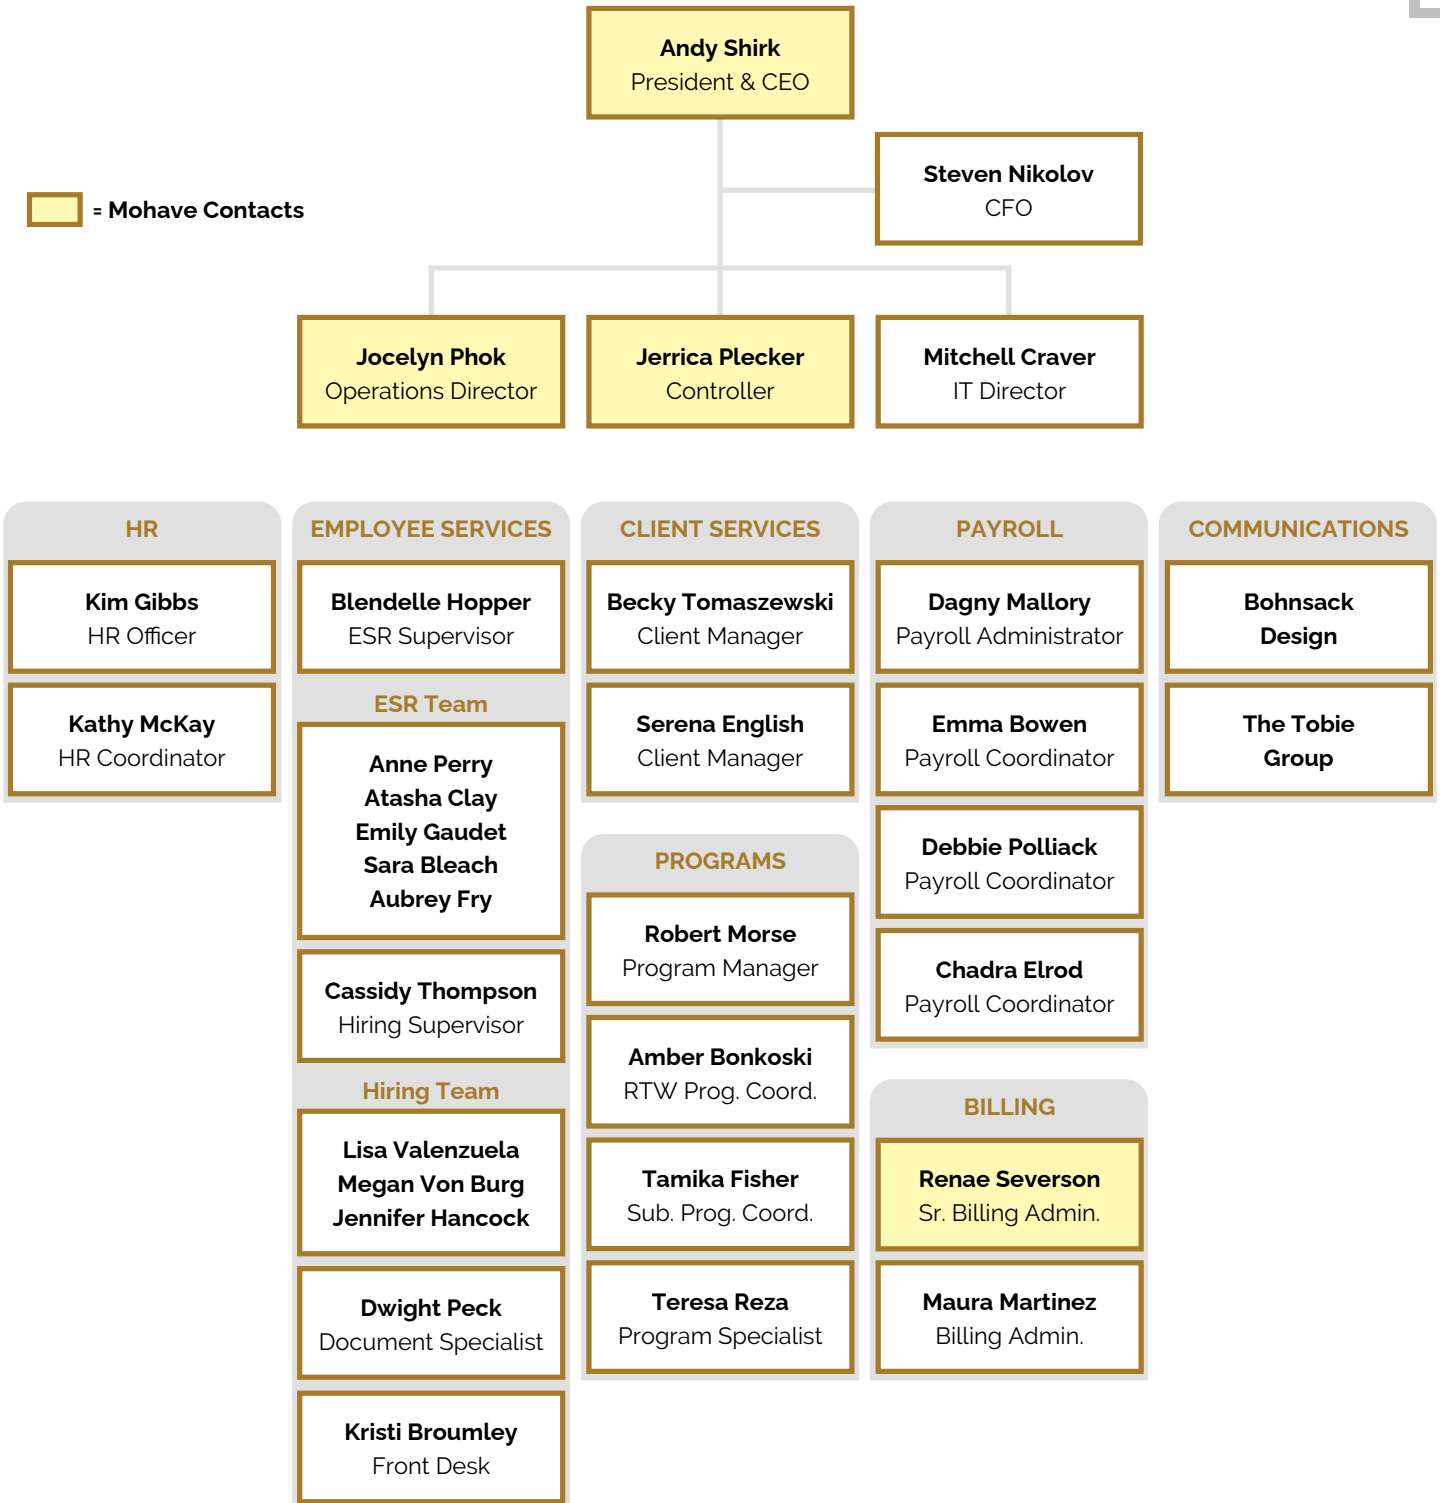 Andy Shirk
President & CEO
Steven Nikolov
CFO
= Mohave Contacts
Jocelyn Phok
Operations Director
Jerrica Plecker
Controller
Mitchell Craver
IT Director
HR
Kim Gibbs
HR Officer
Kathy McKay
HR Coordinator
EMPLOYEE SERVICES
Blendelle Hopper
ESR Supervisor
ESR Team
Anne Perry
Atasha Clay
Emily Gaudet
Sara Bleach
Aubrey Fry
Cassidy Thompson
Hiring Supervisor
Hiring Team
Lisa Valenzuela
Megan Von Burg
Jennifer Hancock
Dwight Peck
Document Specialist
Kristi Broumley
Front Desk
CLIENT SERVICES
Becky Tomaszewski
Client Manager
Serena English
Client Manager
PROGRAMS
Robert Morse
Program Manager
Amber Bonkoski
RTW Prog. Coord.
Tamika Fisher
Sub. Prog. Coord.
Teresa Reza
Program Specialist
PAYROLL
Dagny Mallory
Payroll Administrator
Emma Bowen
Payroll Coordinator
Debbie Polliack
Payroll Coordinator
Chadra Elrod
Payroll Coordinator
BILLING
Renae Severson
Sr. Billing Admin.
Maura Martinez
Billing Admin.
COMMUNICATIONS
Bohnsack
Design
The Tobie
Group